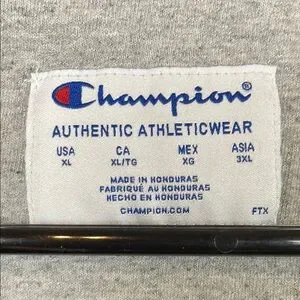 Champion
AUTHENTIC ATHLETICWEAR
USA CA MEX ASIA
XL XL/TG XG 3XL
MADE IN HONDURAS
FABRIQUÉ AU HONDURAS
HECHO EN HONDURAS
CHAMPION.COM FTX